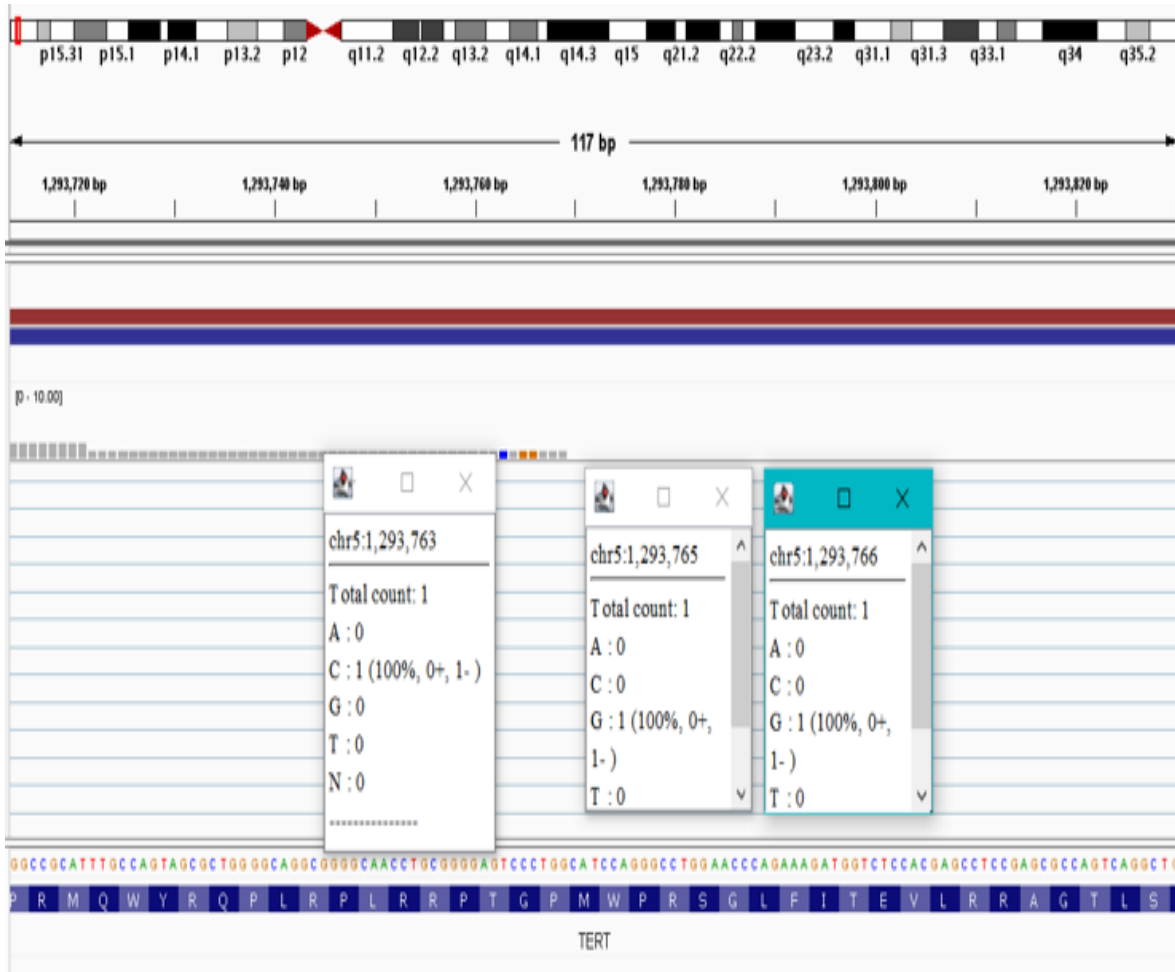 p15.31 p15.1 p14.1 p13.2 p12 q11.2 q12.2 q13.2 q14.1 q14.3 q15 q21.2 q22.2 q23.2 q31.1 q31.3 q33.1 q34 q35.2
117 bp
1,293,720 bp 1,293,740 bp 1,293,760 bp 1,293,780 bp 1,293,800 bp 1,293,820 bp
[0 - 10.00]
chr5:1,293,763
Total count: 1
A : 0
C : 1 (100%, 0+, 1- )
G : 0
T : 0
N : 0
---------------
chr5:1,293,765
Total count: 1
A : 0
C : 0
G : 1 (100%, 0+,
1- )
T : 0
chr5:1,293,766
Total count: 1
A : 0
C : 0
G : 1 (100%, 0+,
1- )
T : 0
GGCCGCATTTGCCAGTAGCGCTGGGGCAGGCGGGGCAACCTGCGGGGAGTCCCTGGCATCCAGGGCCTGGAACCCAGAAAGATGGTCTCCACGAGCCTCCGAGCGCCAGTCAGGCT
P R M Q W Y R Q P L R P L R R P T G P M W P R S G L F I T E V L R R A G T L S
TERT